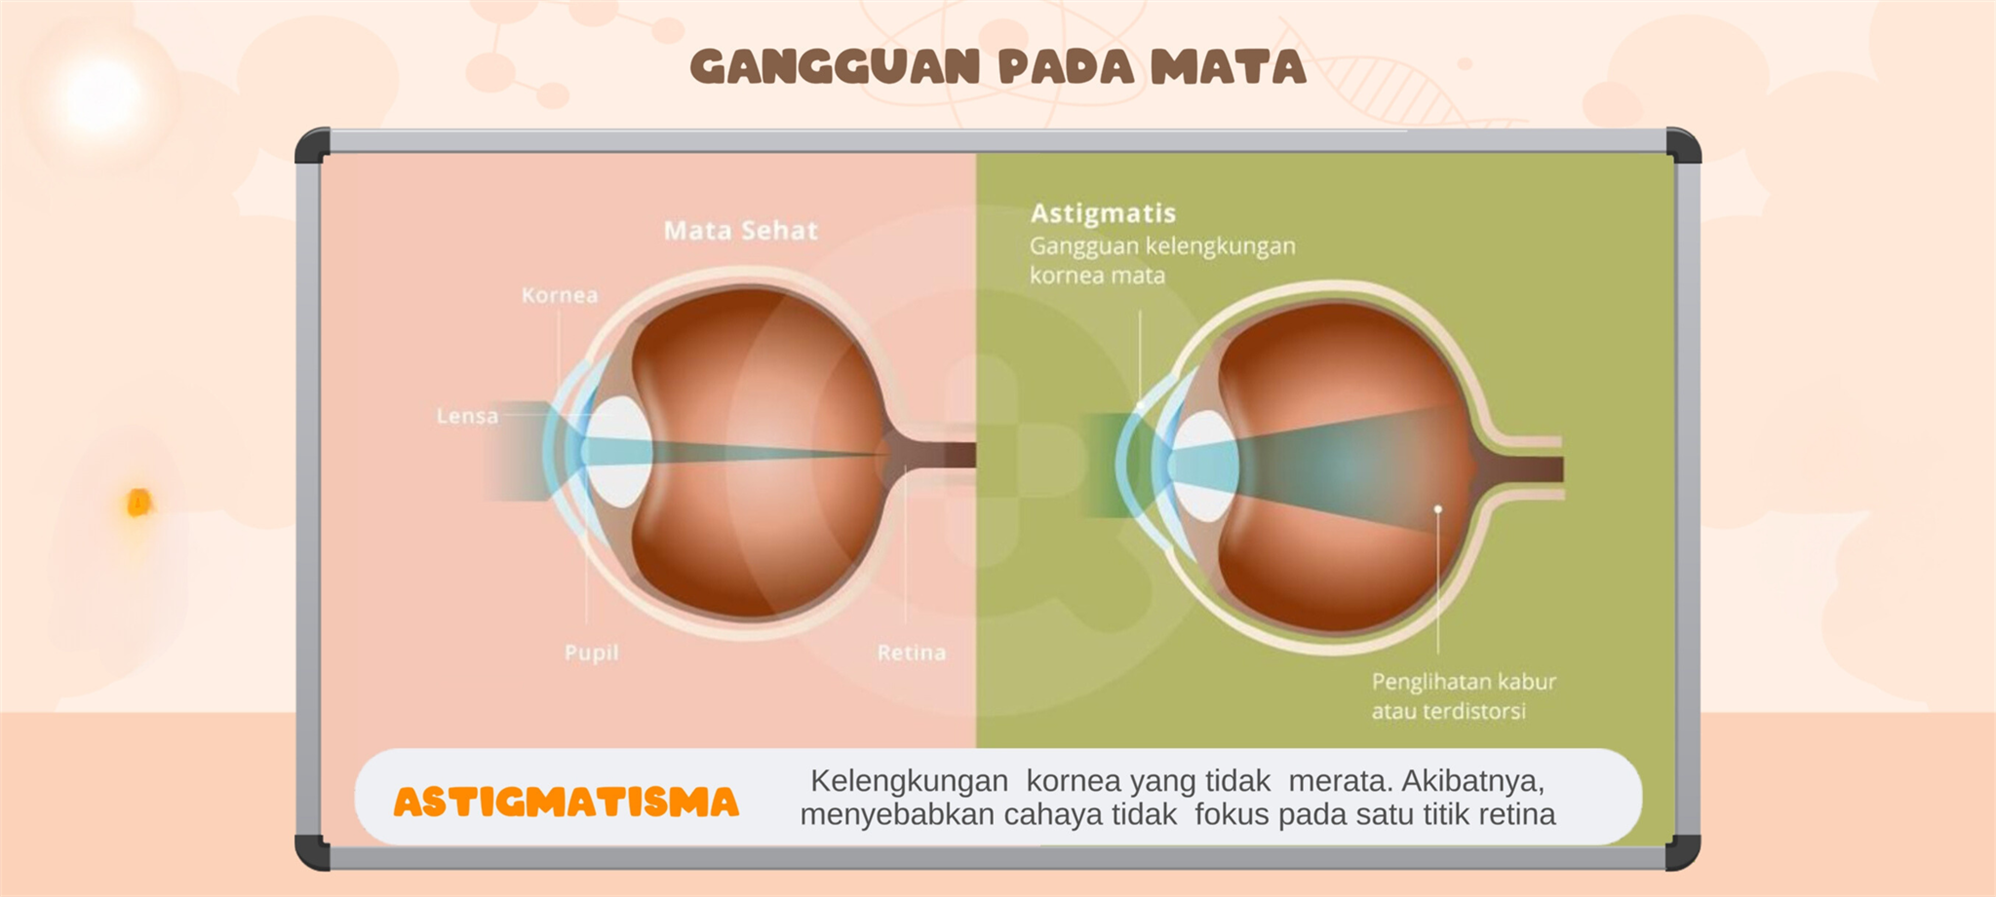 GANGGUAN PADA MATA
Mata Sehat
Kornea
Lensa
Pupil
Retina
Astigmatis
Gangguan kelengkungan
kornea mata
Penglihatan kabur
atau terdistorsi
ASTIGMATISMA
Kelengkungan kornea yang tidak merata. Akibatnya,
menyebabkan cahaya tidak fokus pada satu titik retina